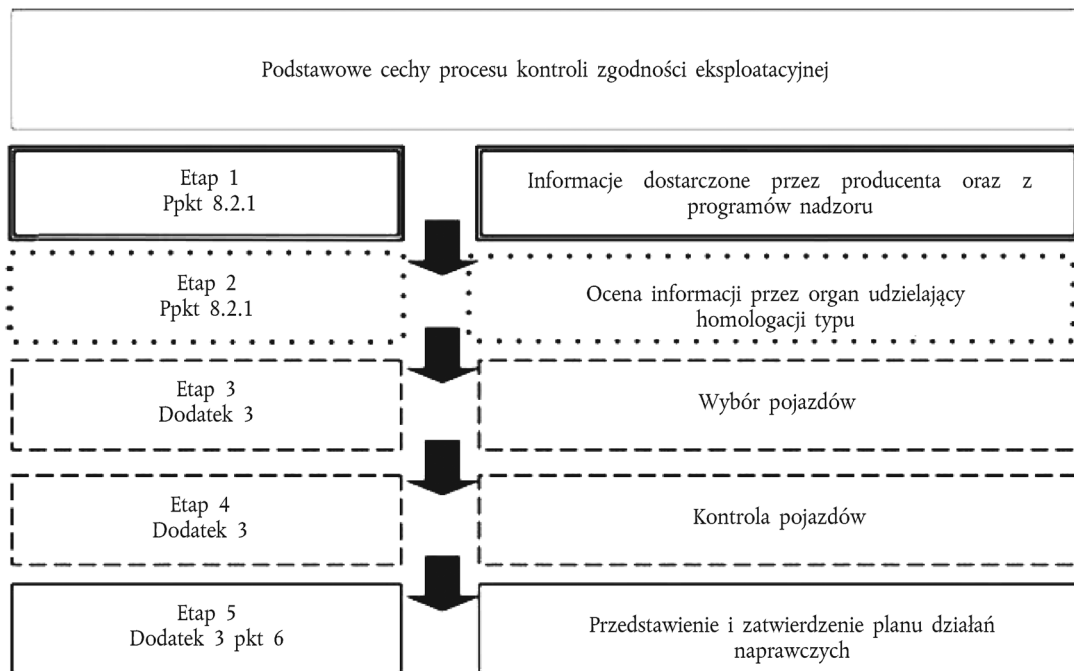 Podstawowe cechy procesu kontroli zgodności eksploatacyjnej
Etap 1
Ppkt 8.2.1
Informacje dostarczone przez producenta oraz z
programów nadzoru
Etap 2
Ppkt 8.2.1
Ocena informacji przez organ udzielający
homologacji typu
Etap 3
Dodatek 3
Wybór pojazdów
Etap 4
Dodatek 3
Kontrola pojazdów
Etap 5
Dodatek 3 pkt 6
Przedstawienie i zatwierdzenie planu działań
naprawczych